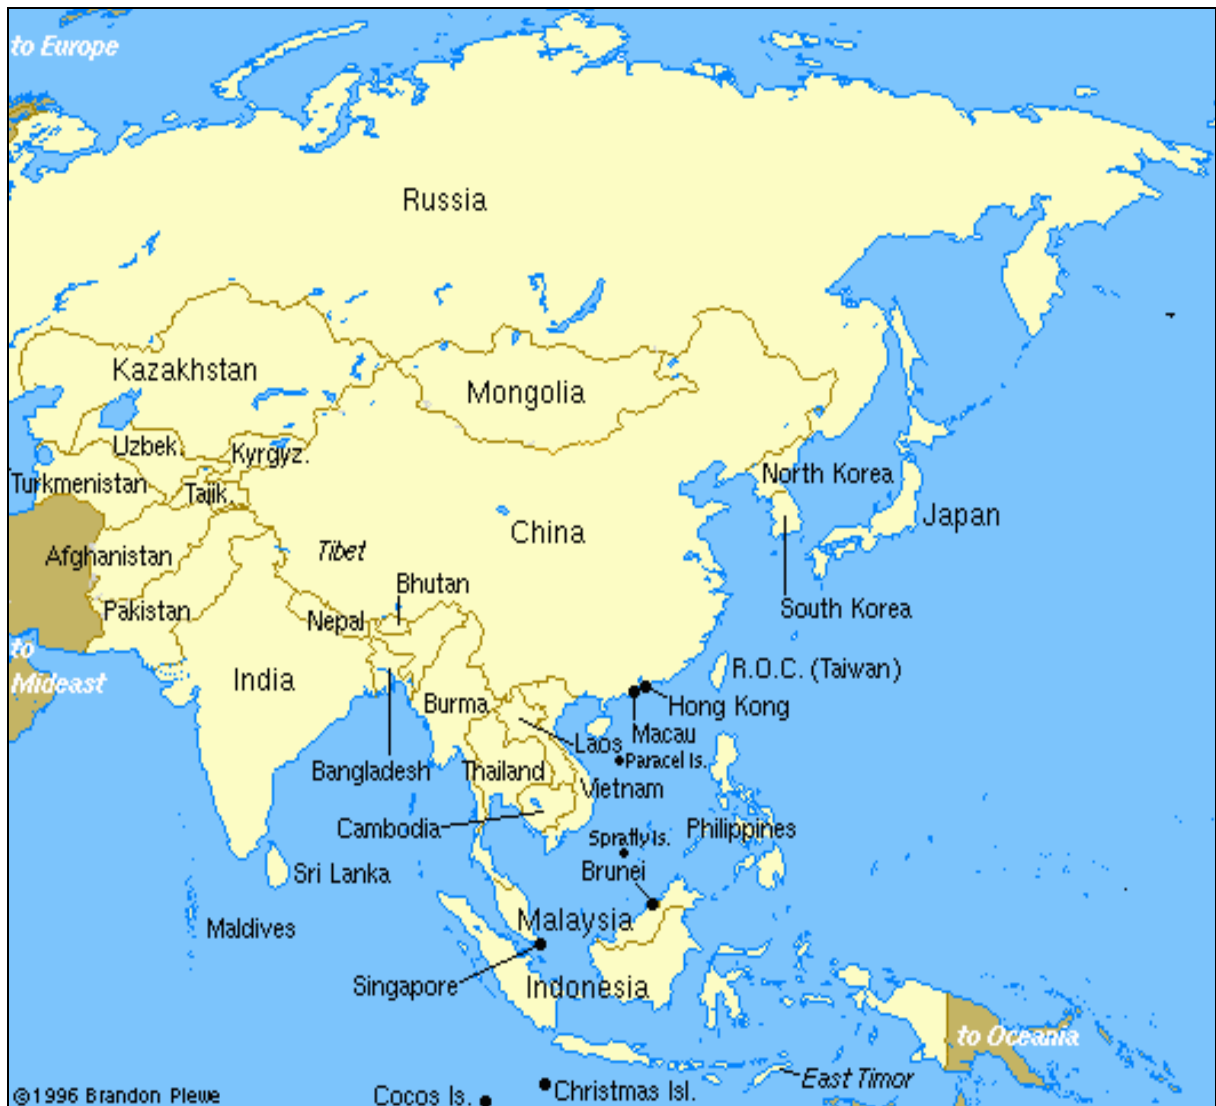 to Europe
Russia
Kazakhstan
Mongolia
Uzbek.
Kyrgyz.
Turkmenistan
Tajik.
North Korea
Japan
China
Tibet
Afghanistan
Bhutan
Pakistan
Nepal
South Korea
to
Mideast
India
R.O.C. (Taiwan)
Burma
Hong Kong
Macau
Laos
Paracel Is.
Bangladesh
Thailand
Vietnam
Cambodia
Philippines
Spratly Is.
Brunei
Sri Lanka
Maldives
Malaysia
Singapore
Indonesia
to Oceania
East Timor
©1996 Brandon Plewe
Cocos Is.
Christmas Isl.